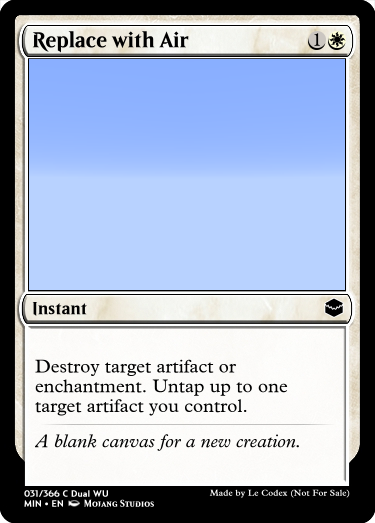 Replace with Air
1
Instant
Destroy target artifact or
enchantment. Untap up to one
target artifact you control.
A blank canvas for a new creation.
031/366 C Dual WU
Made by Le Codex (Not For Sale)
MIN • EN Mojang Studios